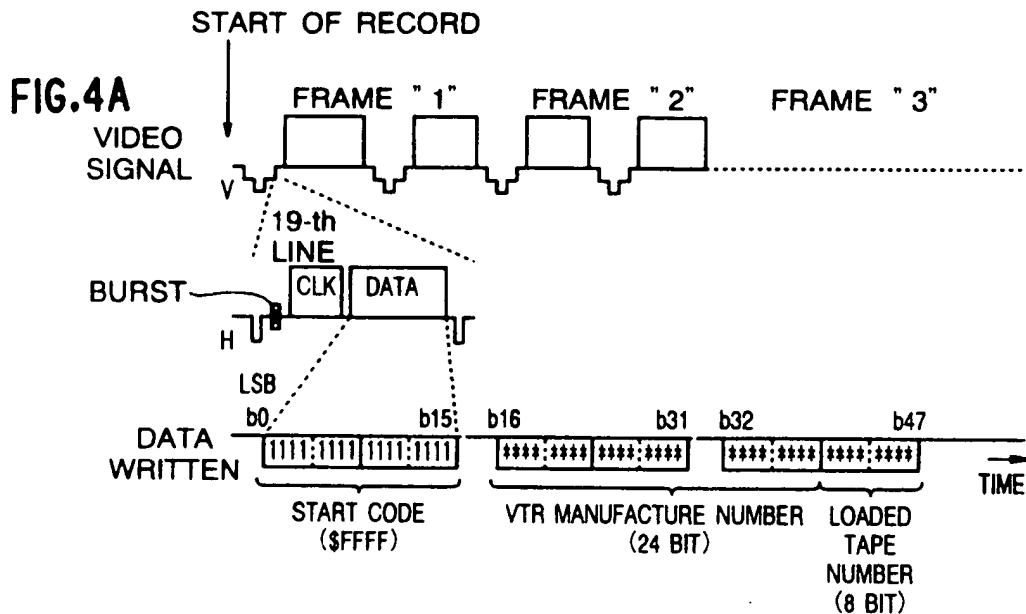 START OF RECORD
FIG.4A
FRAME "1" FRAME "2" FRAME "3"
VIDEO
SIGNAL
V
19-th
LINE
CLK DATA
BURST
H
LSB
b0 b15 b16 b31 b32 b47
DATA
WRITTEN
1111 1111 1111 1111 **** **** **** **** **** **** **** ****
TIME
START CODE
($FFFF)
VTR MANUFACTURE NUMBER
(24 BIT)
LOADED
TAPE
NUMBER
(8 BIT)